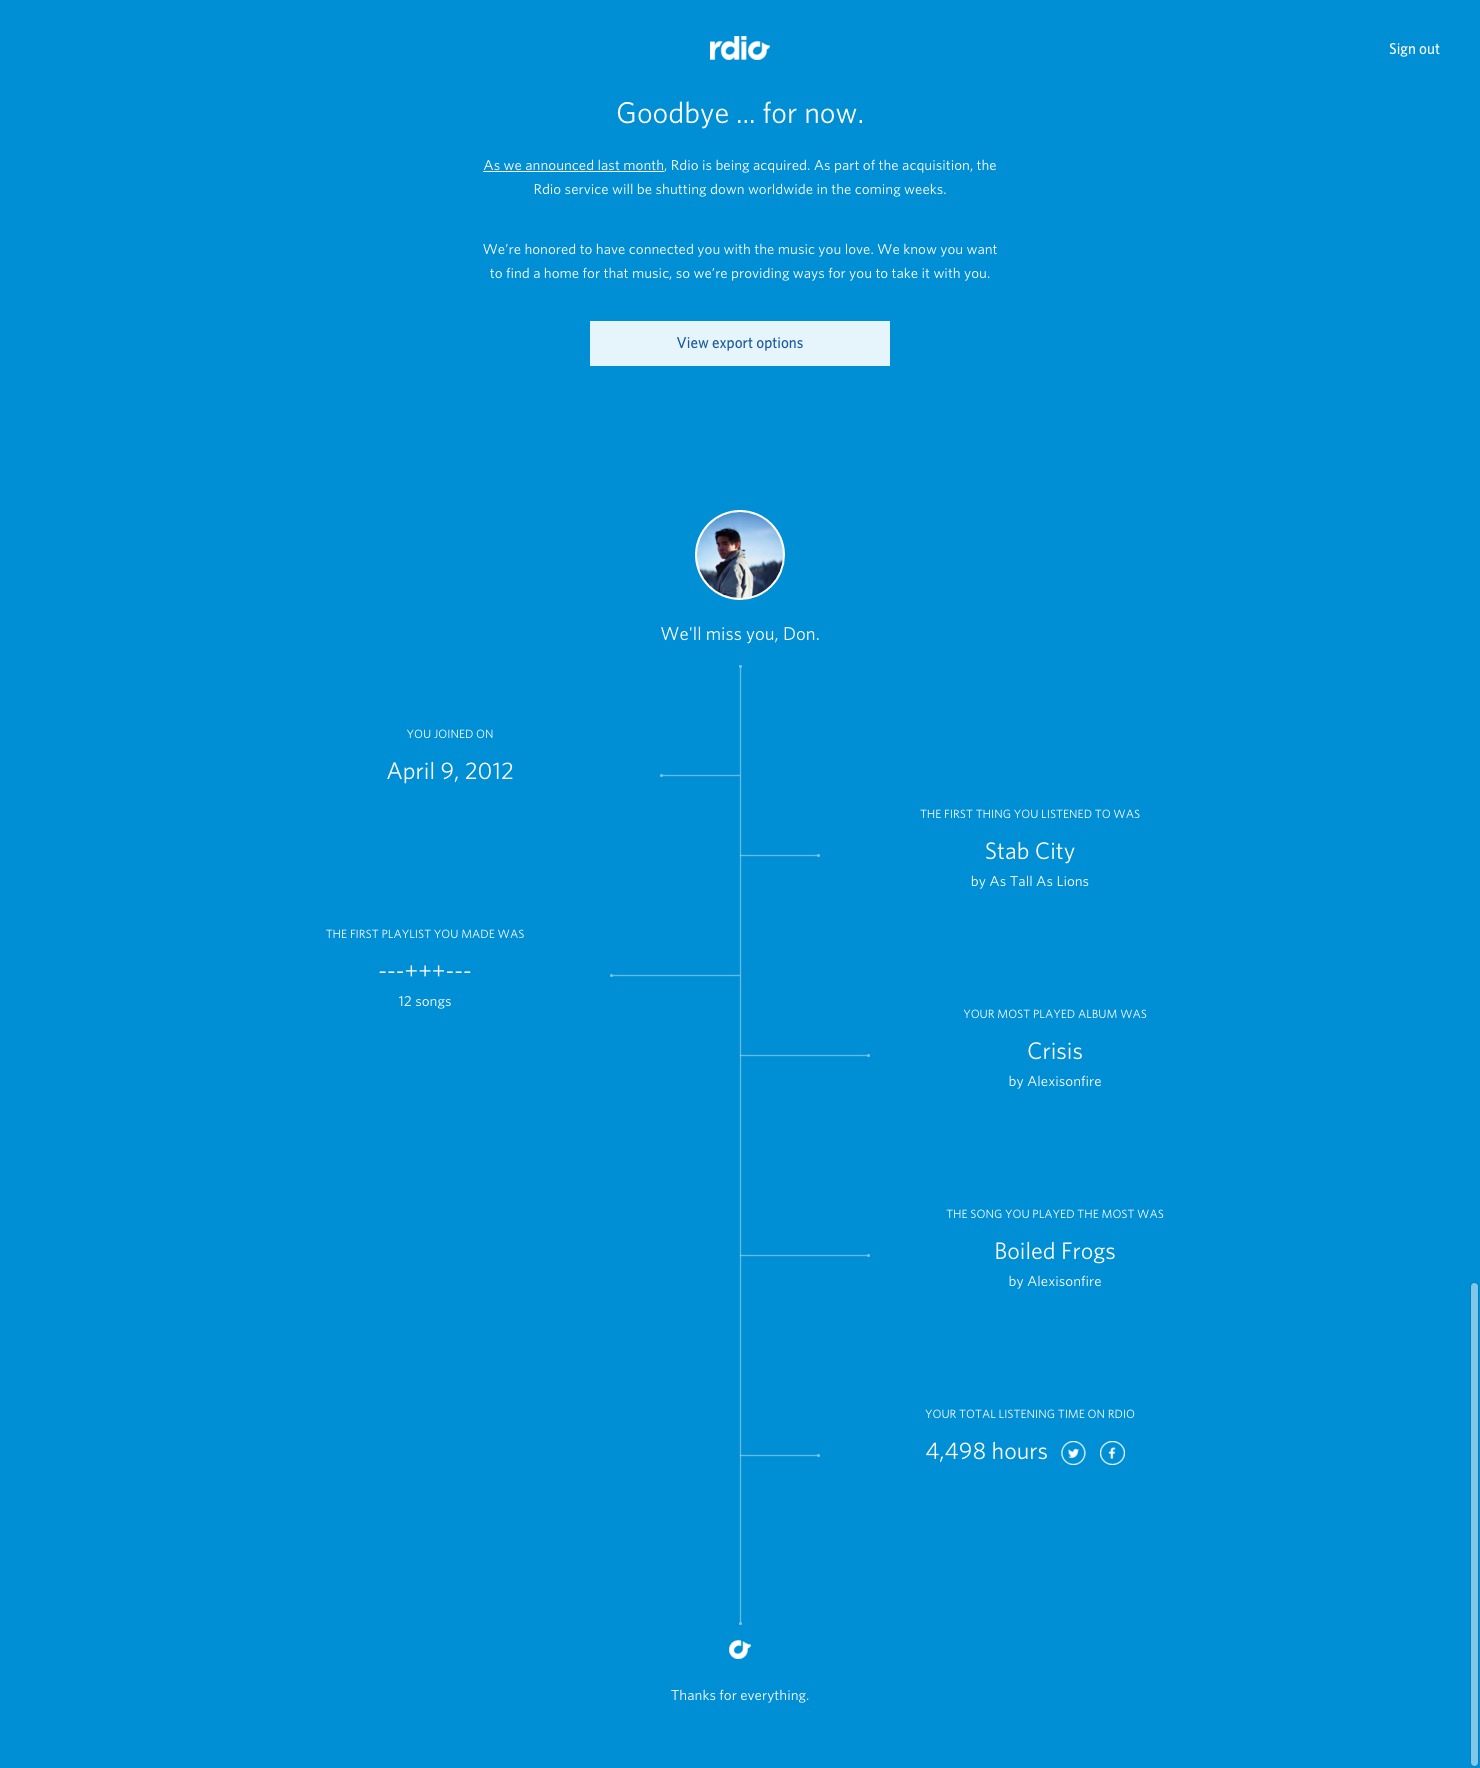 rdio
Sign out
Goodbye ... for now.
As we announced last month, Rdio is being acquired. As part of the acquisition, the
Rdio service will be shutting down worldwide in the coming weeks.
We're honored to have connected you with the music you love. We know you want
to find a home for that music, so we're providing ways for you to take it with you.
View export options
We'll miss you, Don.
YOU JOINED ON
April 9, 2012
THE FIRST THING YOU LISTENED TO WAS
Stab City
by As Tall As Lions
THE FIRST PLAYLIST YOU MADE WAS
---+++---
12 songs
YOUR MOST PLAYED ALBUM WAS
Crisis
by Alexisonfire
THE SONG YOU PLAYED THE MOST WAS
Boiled Frogs
by Alexisonfire
YOUR TOTAL LISTENING TIME ON RDIO
4,498 hours
Thanks for everything.